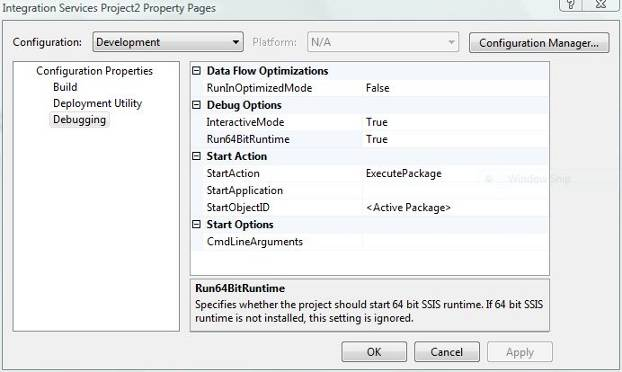 Integration Services Project2 Property Pages
Configuration: Development Platform: N/A Configuration Manager...
Configuration Properties
Build
Deployment Utility
Debugging
Data Flow Optimizations
RunInOptimizedMode False
Debug Options
InteractiveMode True
Run64BitRuntime True
Start Action
StartAction ExecutePackage
StartApplication
StartObjectID <Active Package>
Start Options
CmdLineArguments
Run64BitRuntime
Specifies whether the project should start 64 bit SSIS runtime. If 64 bit SSIS
runtime is not installed, this setting is ignored.
OK Cancel Apply